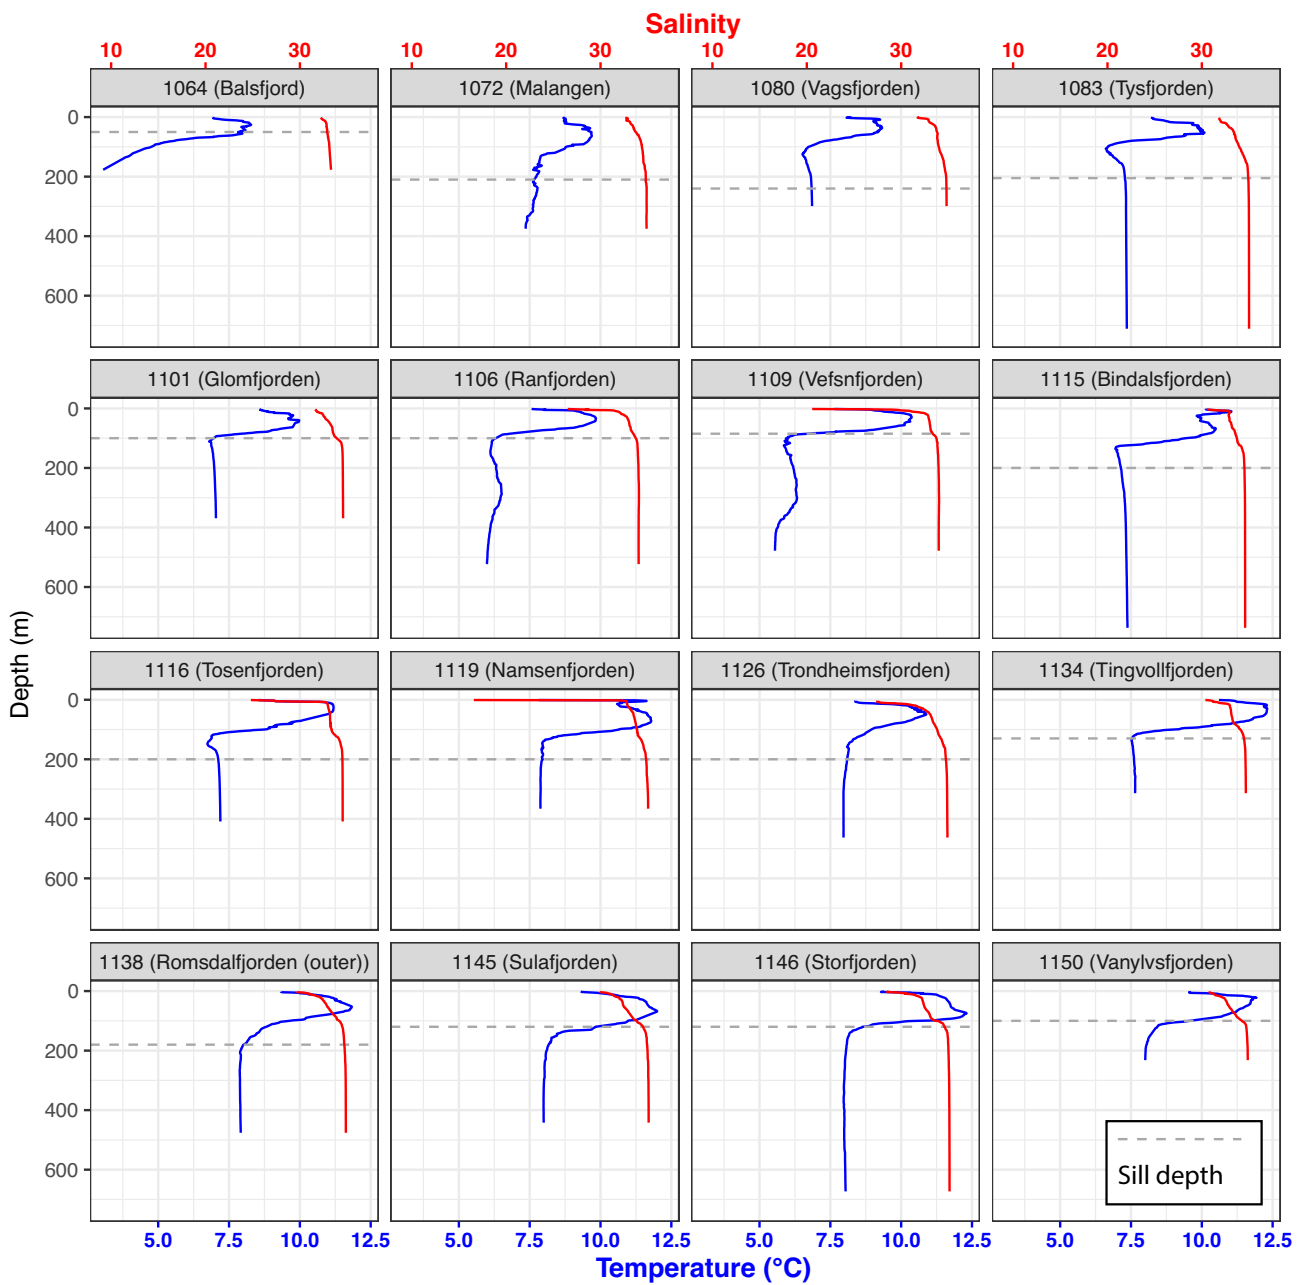 Salinity
10 20 30 10 20 30 10 20 30 10 20 30
1064 (Balsfjord) 1072 (Malangen) 1080 (Vagsfjorden) 1083 (Tysfjorden)
0
200
400
600
1101 (Glomfjorden) 1106 (Ranfjorden) 1109 (Vefsnfjorden) 1115 (Bindalsfjorden)
0
200
400
600
Depth (m)
1116 (Tosenfjorden) 1119 (Namsenfjorden) 1126 (Trondheimsfjorden) 1134 (Tingvollfjorden)
0
200
400
600
1138 (Romsdalfjorden (outer)) 1145 (Sulafjorden) 1146 (Storfjorden) 1150 (Vanylvsfjorden)
0
200
400
600
Sill depth
5.0 7.5 10.0 12.5 5.0 7.5 10.0 12.5 5.0 7.5 10.0 12.5 5.0 7.5 10.0 12.5
Temperature (°C)